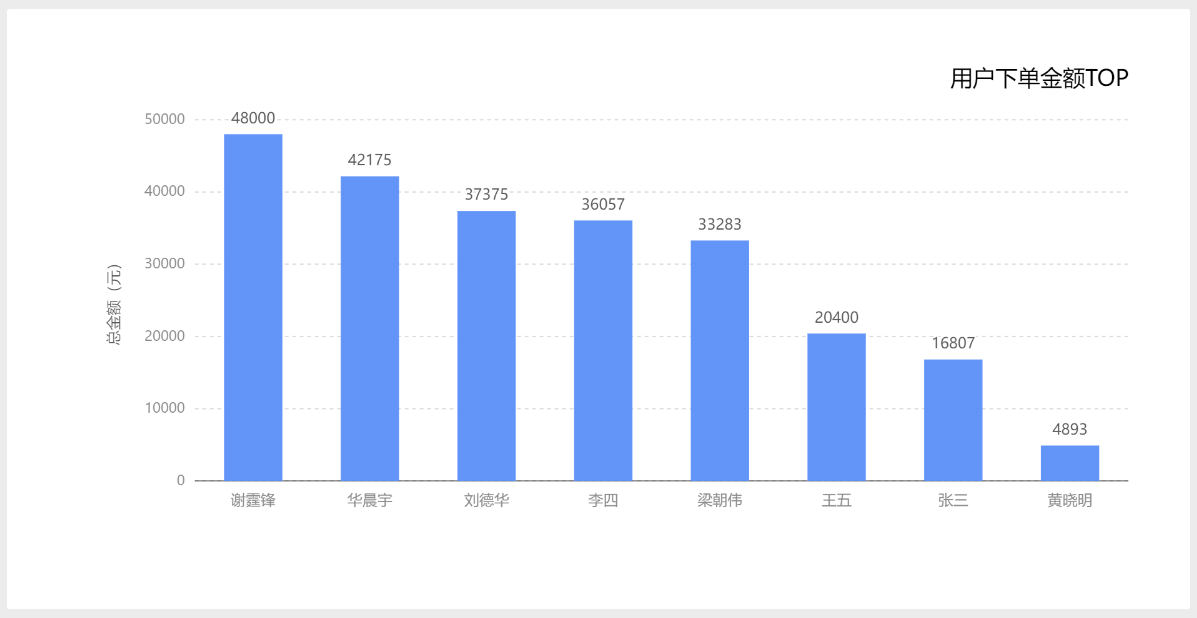 用户下单金额TOP
总金额（元）
50000
40000
30000
20000
10000
0
48000
42175
37375
36057
33283
20400
16807
4893
谢霆锋
华晨宇
刘德华
李四
梁朝伟
王五
张三
黄晓明